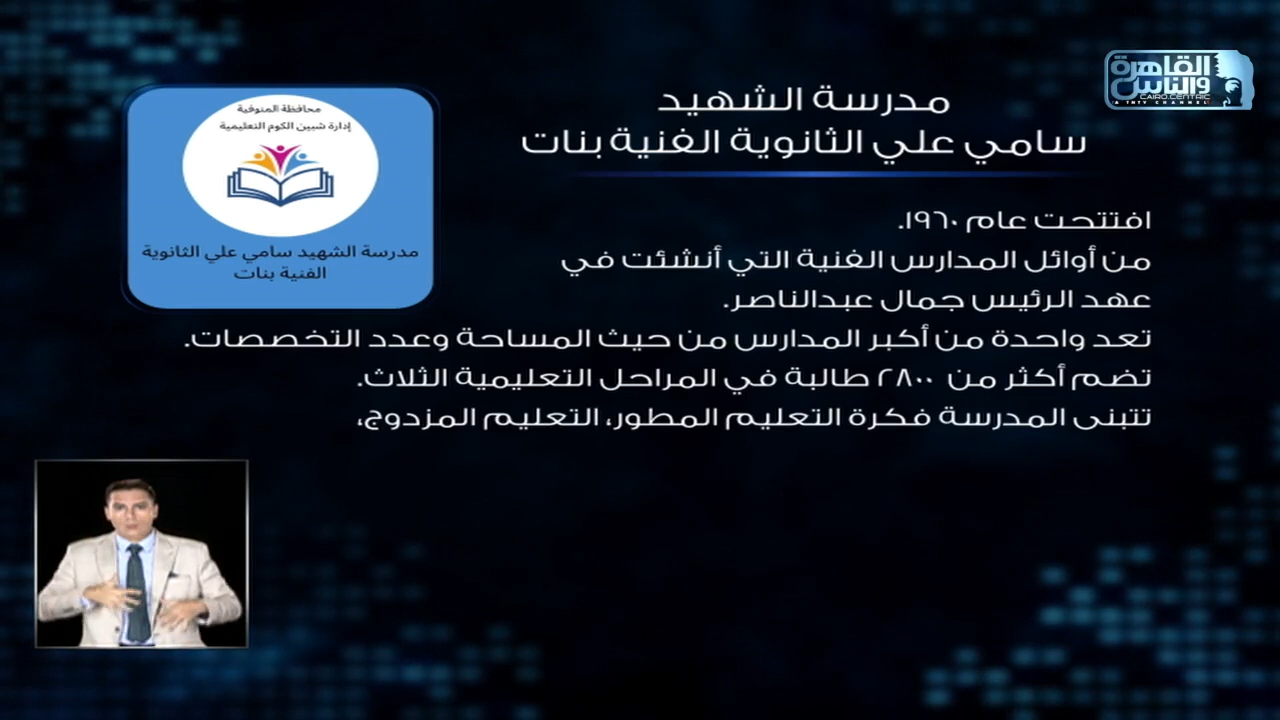 القاهرة
والناس
CAIRO.CENTRIC
A TNTV CHANNEL
مدرسة الشهيد
سامي علي الثانوية الفنية بنات
محافظة المنوفية
إدارة شبين الكوم التعليمية
مدرسة الشهيد سامي علي الثانوية
الفنية بنات
افتتحت عام ١٩٦٠.
من أوائل المدارس الفنية التي أنشئت في
عهد الرئيس جمال عبدالناصر.
تعد واحدة من أكبر المدارس من حيث المساحة وعدد التخصصات.
تضم أكثر من ٢٨٠٠ طالبة في المراحل التعليمية الثلاث.
تتبنى المدرسة فكرة التعليم المطور، التعليم المزدوج،